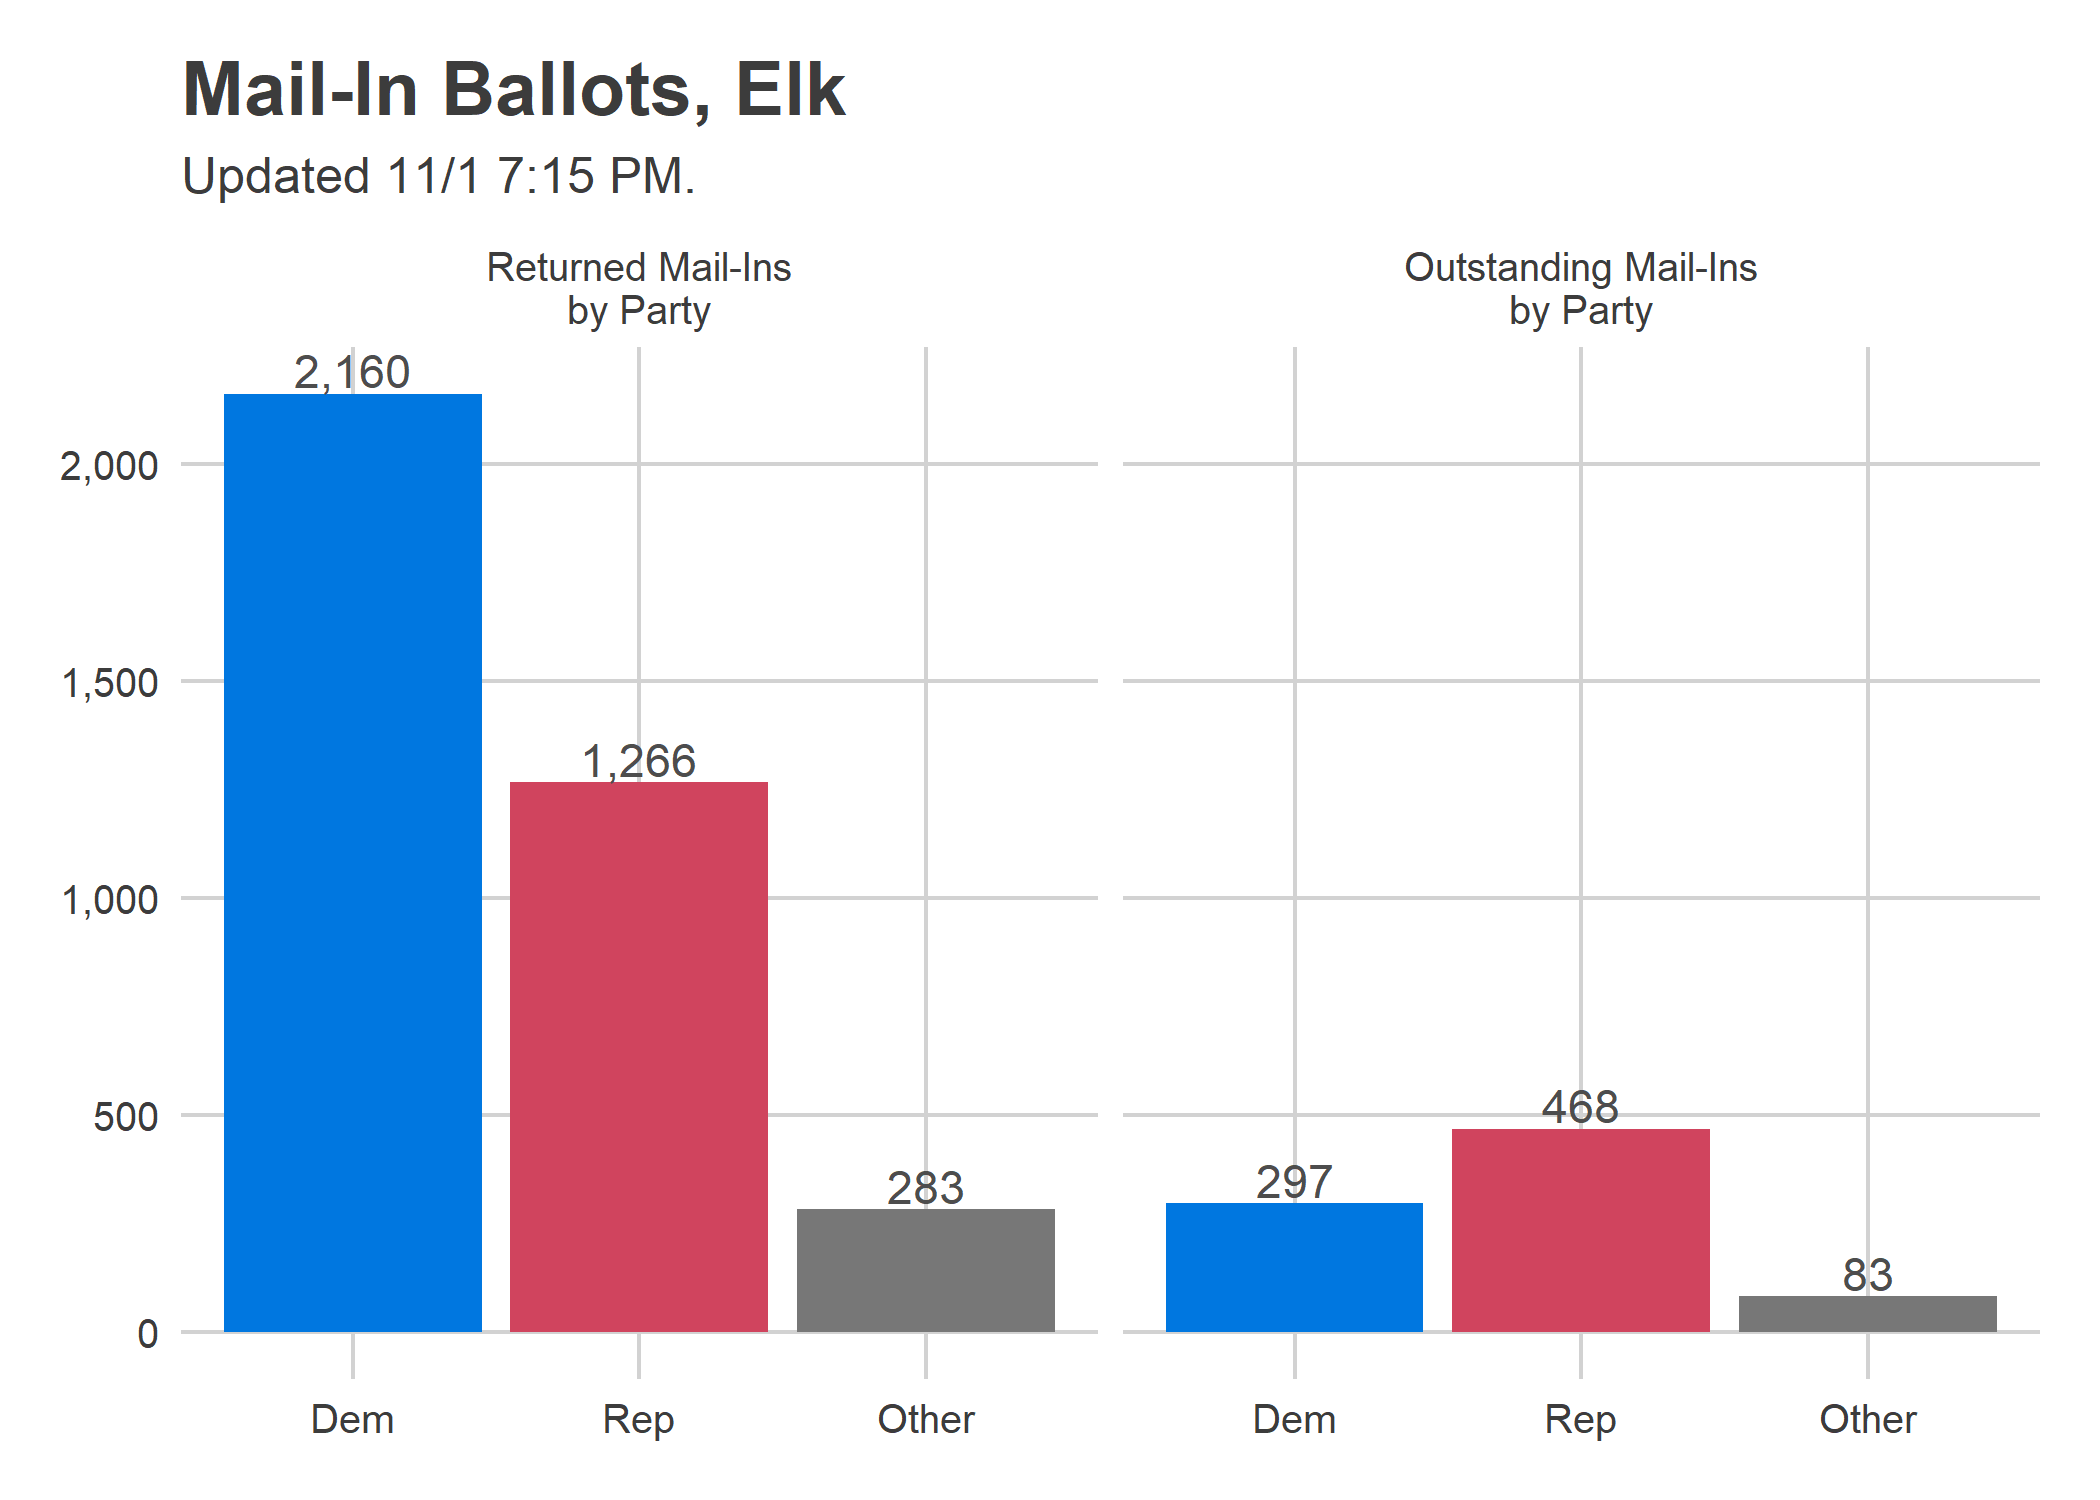 Mail-In Ballots, Elk
Updated 11/1 7:15 PM.
Returned Mail-Ins
by Party
Outstanding Mail-Ins
by Party
2,160
1,266
283
297
468
83
2,000
1,500
1,000
500
0
Dem Rep Other
Dem Rep Other